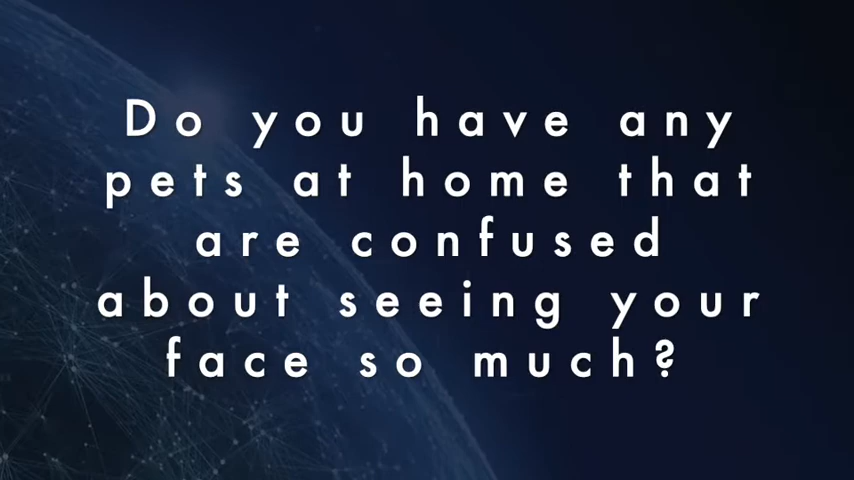 Do you have any
pets at home that
are confused
about seeing your
face so much?